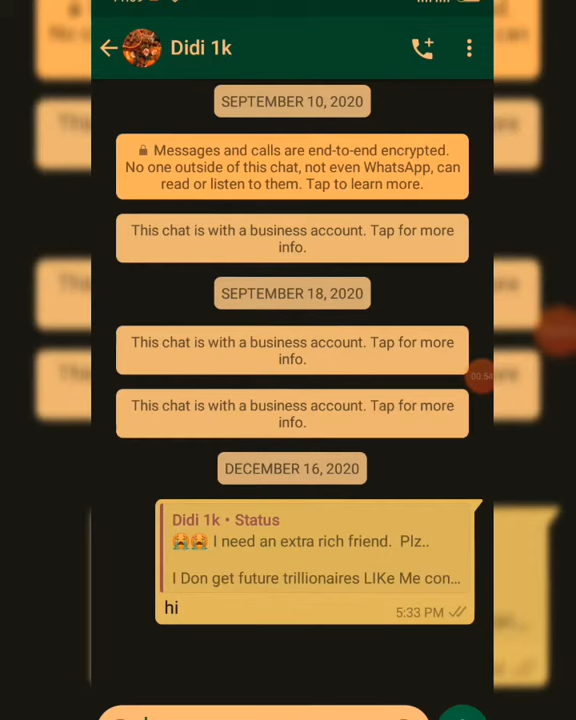 Didi 1k
SEPTEMBER 10, 2020
Messages and calls are end-to-end encrypted.
No one outside of this chat, not even WhatsApp, can
read or listen to them. Tap to learn more.
This chat is with a business account. Tap for more
info.
SEPTEMBER 18, 2020
This chat is with a business account. Tap for more
info.
00:54
This chat is with a business account. Tap for more
info.
DECEMBER 16, 2020
Didi 1k • Status
😭😭 I need an extra rich friend. Plz..
I Don get future trillionaires LIKe Me con...
hi
5:33 PM